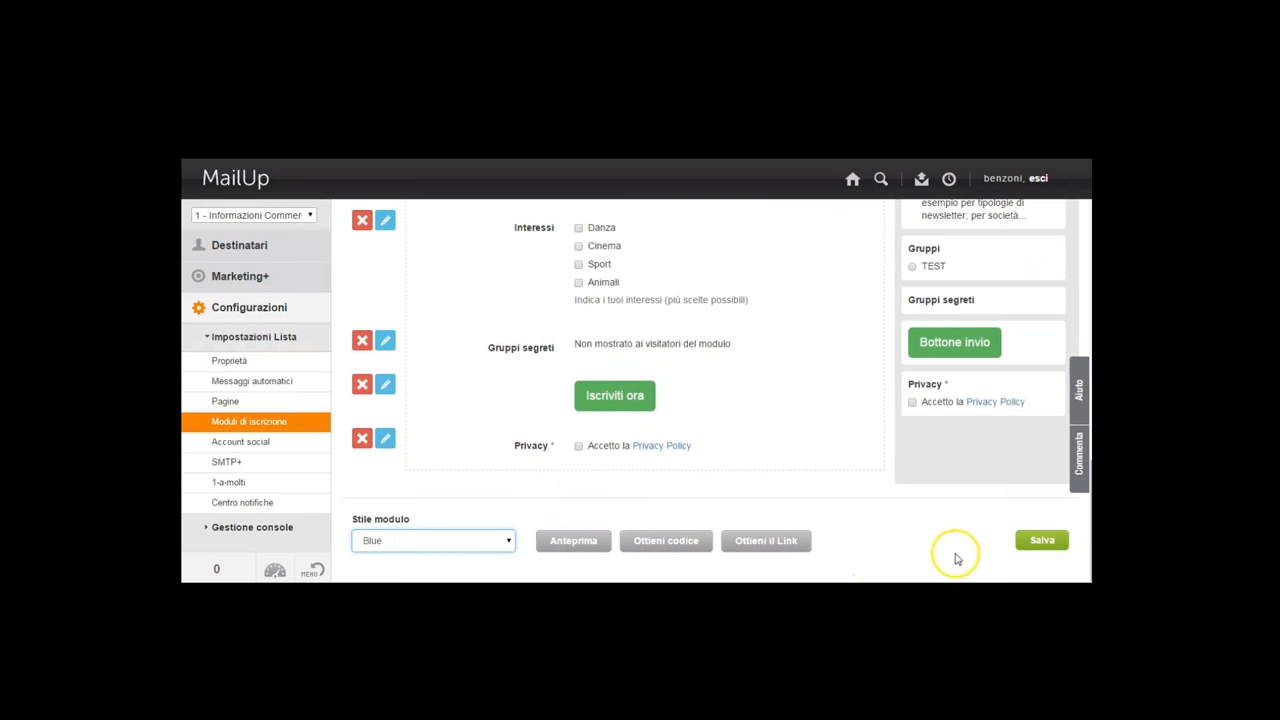 MailUp
benzoni, esci
1 - Informazioni Commer
Destinatari
Marketing+
Configurazioni
Impostazioni Lista
Proprietà
Messaggi automatici
Pagine
Moduli di iscrizione
Account social
SMTP+
1-a-molti
Centro notifiche
Gestione console
0
MENU
Interessi
Danza
Cinema
Sport
Animali
Indica i tuoi interessi (più scelte possibili)
Gruppi segreti
Non mostrato ai visitatori del modulo
Iscriviti ora
Privacy *
Accetto la Privacy Policy
Stile modulo
Blue
Anteprima
Ottieni codice
Ottieni il Link
Salva
esempio per tipologie di
newsletter, per società...
Gruppi
TEST
Gruppi segreti
Bottone invio
Privacy *
Accetto la Privacy Policy
Aiuto
Commenta